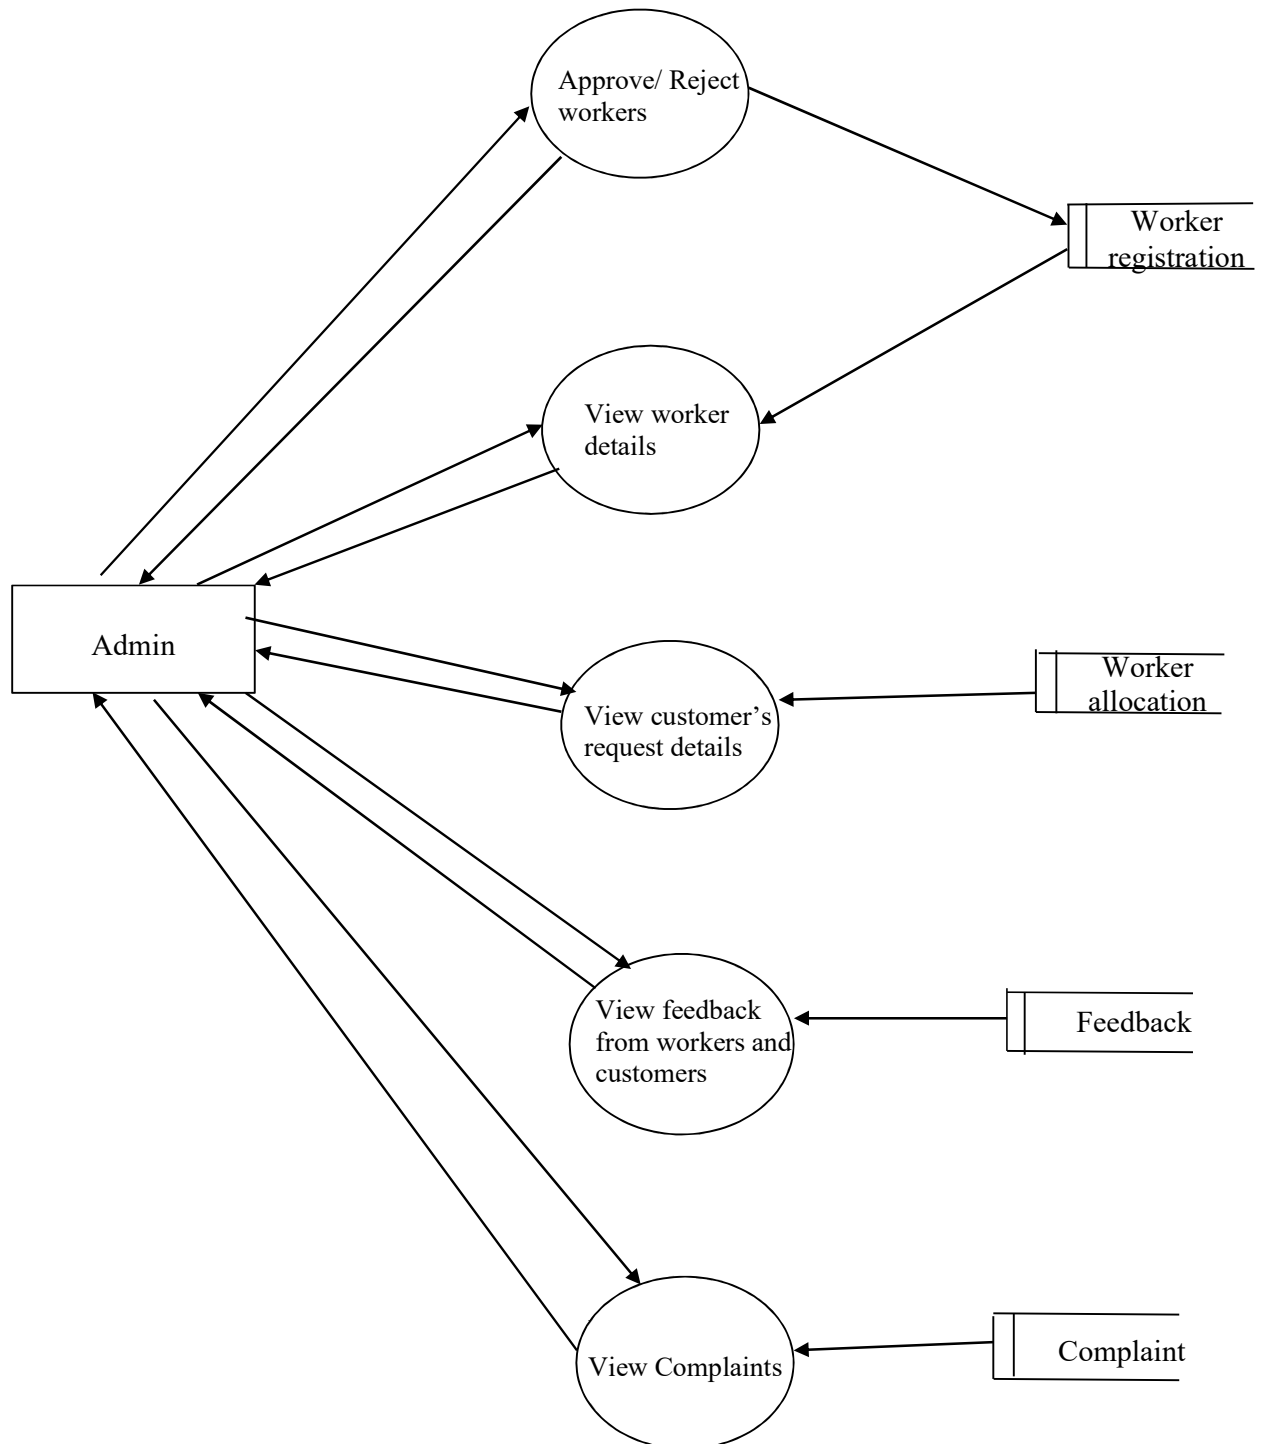 Approve/ Reject
workers
Worker
registration
View worker
details
Admin
View customer’s
request details
Worker
allocation
View feedback
from workers and
customers
Feedback
View Complaints
Complaint